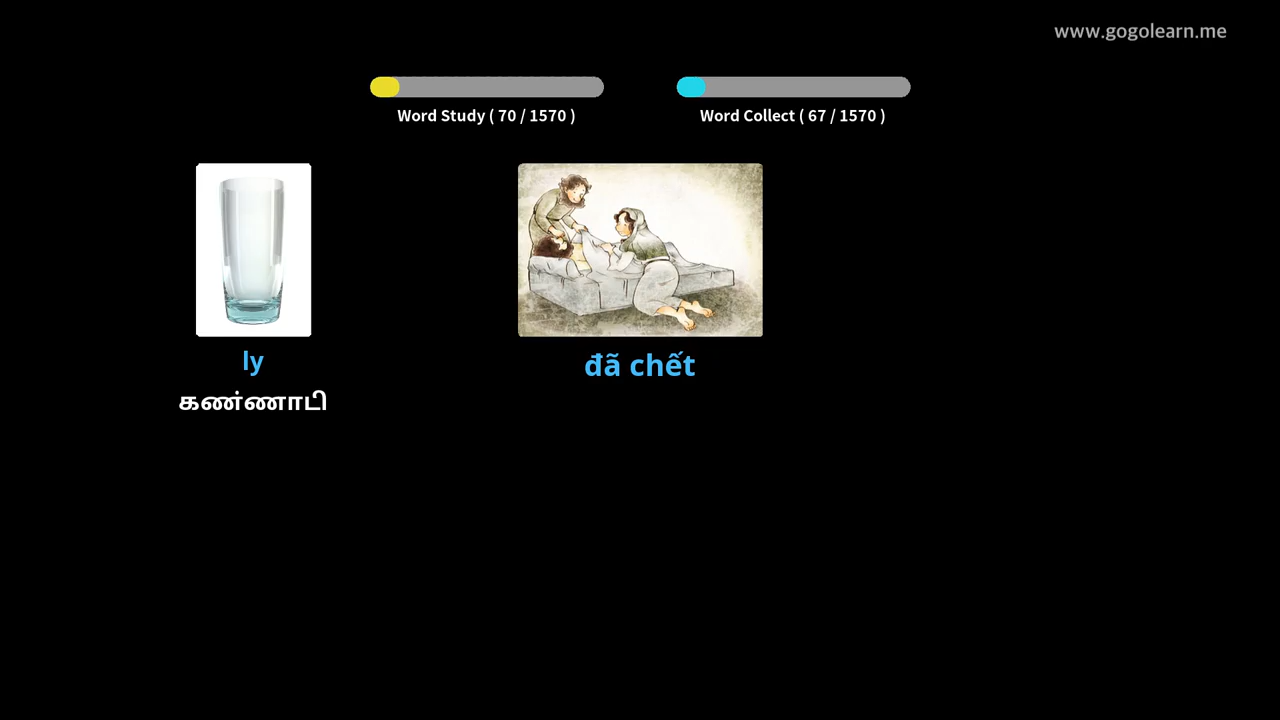 www.gogolearn.me
Word Study ( 70 / 1570 )
Word Collect ( 67 / 1570 )
ly
கண்ணாடி
đã chết